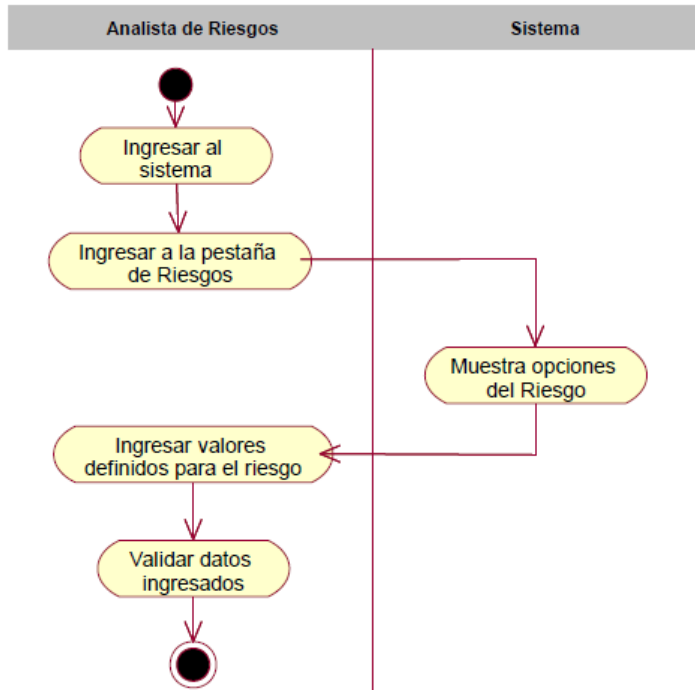 Analista de Riesgos
Sistema
Ingresar al
sistema
Ingresar a la pestaña
de Riesgos
Muestra opciones
del Riesgo
Ingresar valores
definidos para el riesgo
Validar datos
ingresados